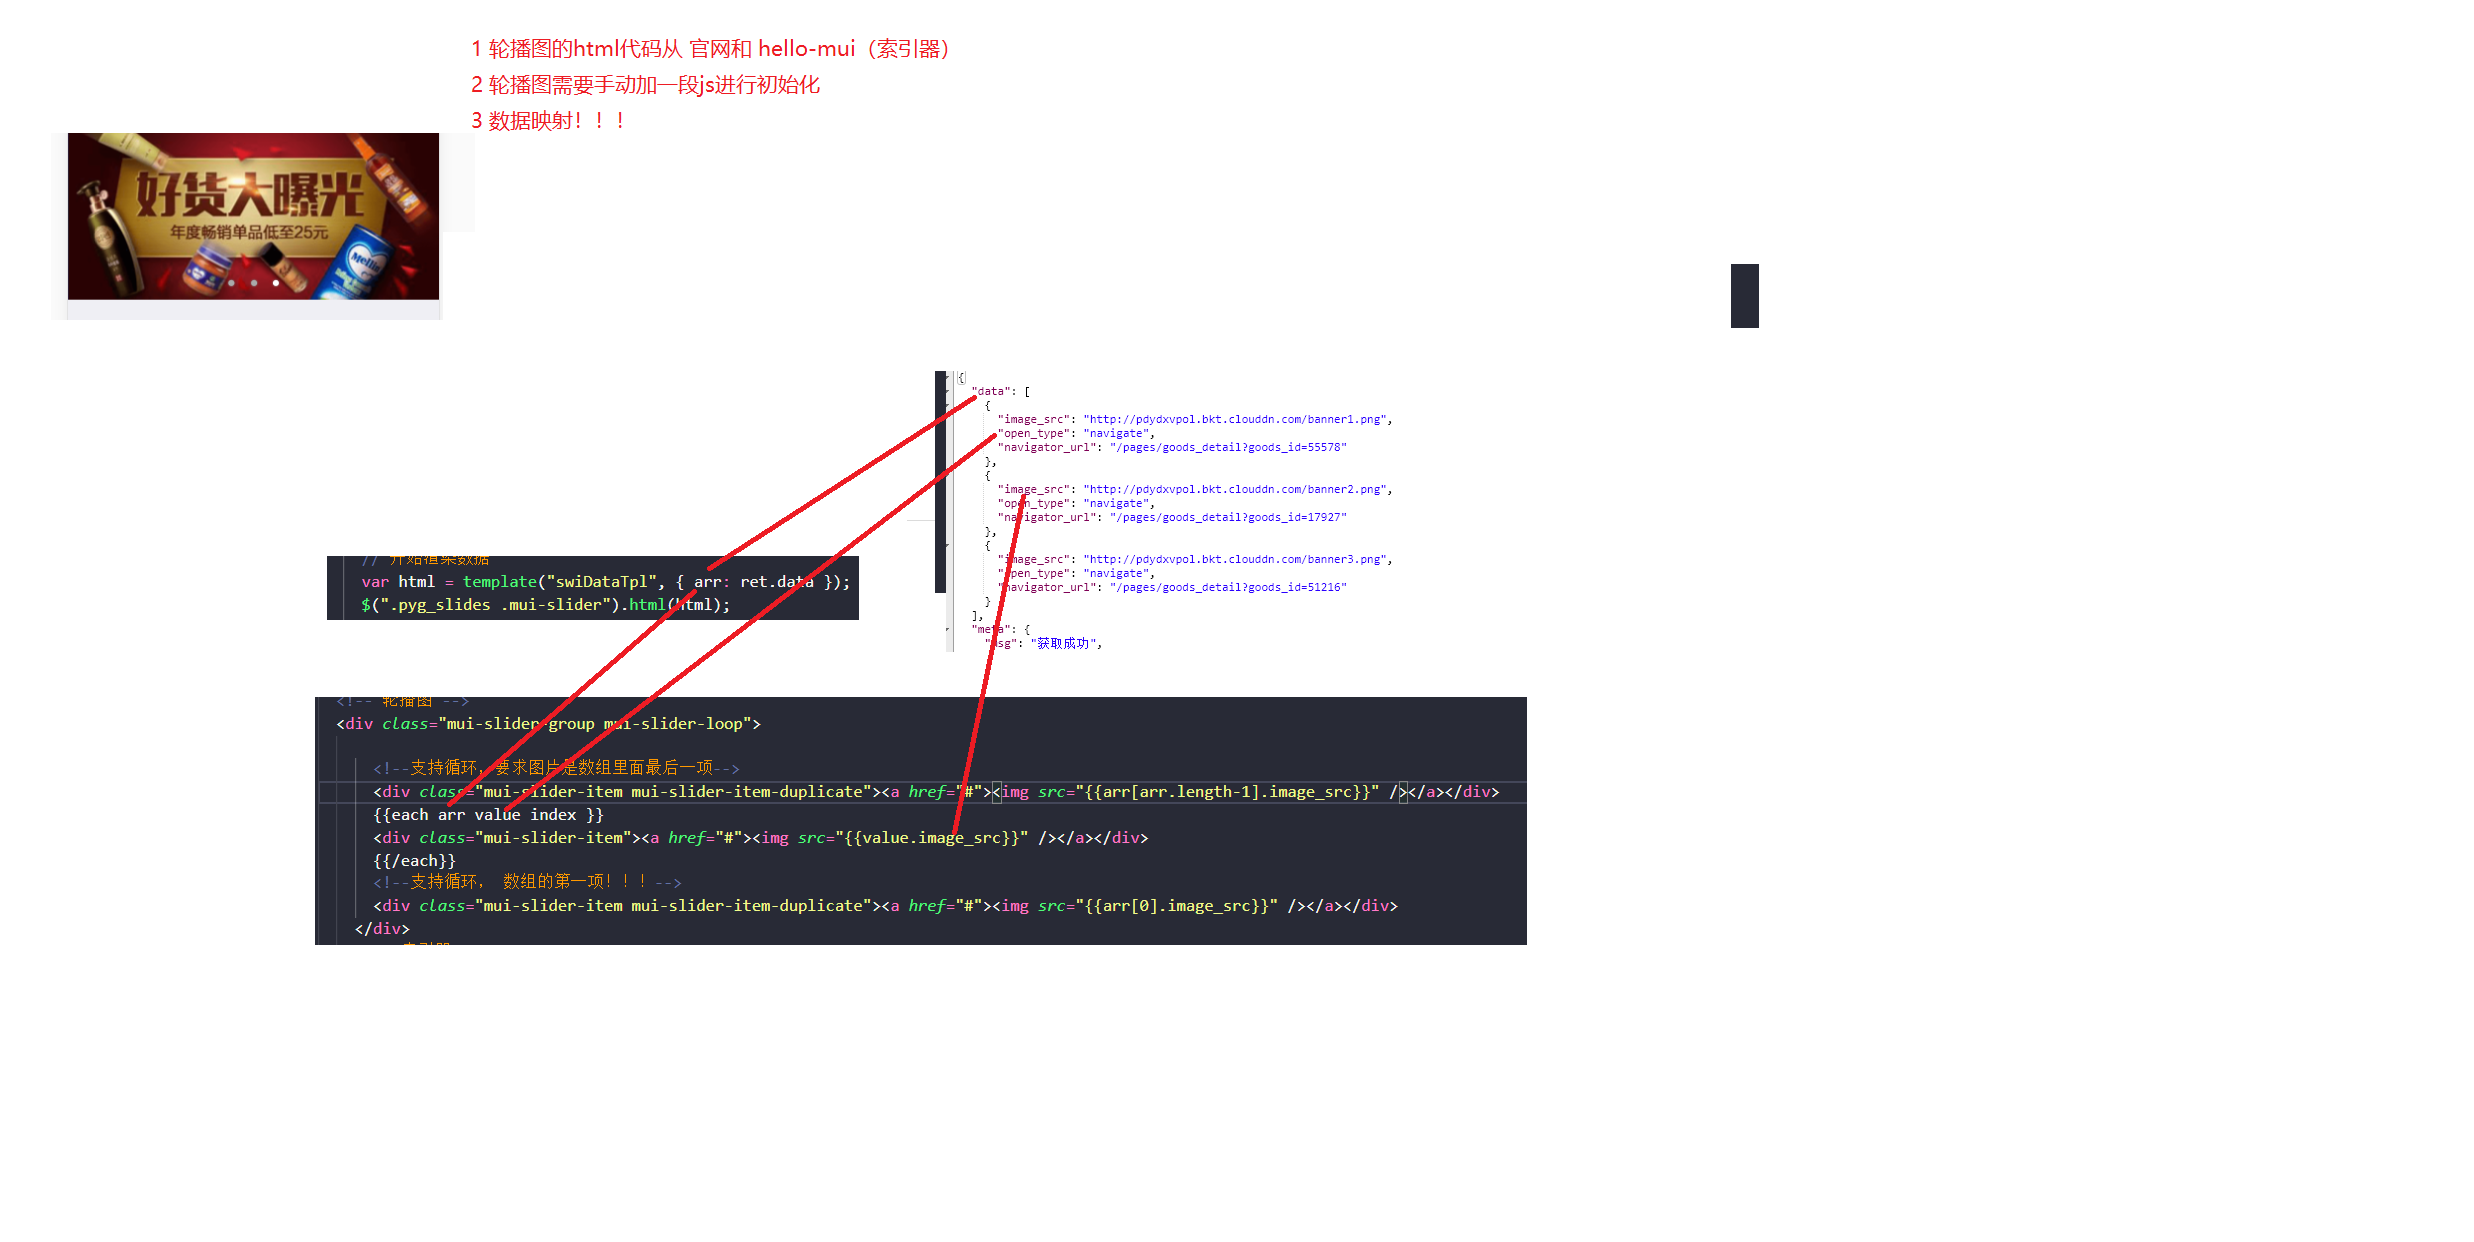 1 轮播图的html代码从 官网和 hello-mui（索引器）
2 轮播图需要手动加一段js进行初始化
3 数据映射！！！
好货大曝光
年度畅销单品低至25元
Mellin
{
"data": [
{
"image_src": "http://pdydxvpol.bkt.clouddn.com/banner1.png",
"open_type": "navigate",
"navigator_url": "/pages/goods_detail?goods_id=55578"
},
{
"image_src": "http://pdydxvpol.bkt.clouddn.com/banner2.png",
"open_type": "navigate",
"navigator_url": "/pages/goods_detail?goods_id=17927"
},
{
"image_src": "http://pdydxvpol.bkt.clouddn.com/banner3.png",
"open_type": "navigate",
"navigator_url": "/pages/goods_detail?goods_id=51216"
}
],
"meta": {
"msg": "获取成功",
// 开始渲染数据
var html = template("swiDataTpl", { arr: ret.data });
$(".pyg_slides .mui-slider").html(html);
<!-- 轮播图 -->
<div class="mui-slider-group mui-slider-loop">
<!--支持循环，要求图片是数组里面最后一项-->
<div class="mui-slider-item mui-slider-item-duplicate"><a href="#"><img src="{{arr[arr.length-1].image_src}}" /></a></div>
{{each arr value index }}
<div class="mui-slider-item"><a href="#"><img src="{{value.image_src}}" /></a></div>
{{/each}}
<!--支持循环， 数组的第一项！！！-->
<div class="mui-slider-item mui-slider-item-duplicate"><a href="#"><img src="{{arr[0].image_src}}" /></a></div>
</div>